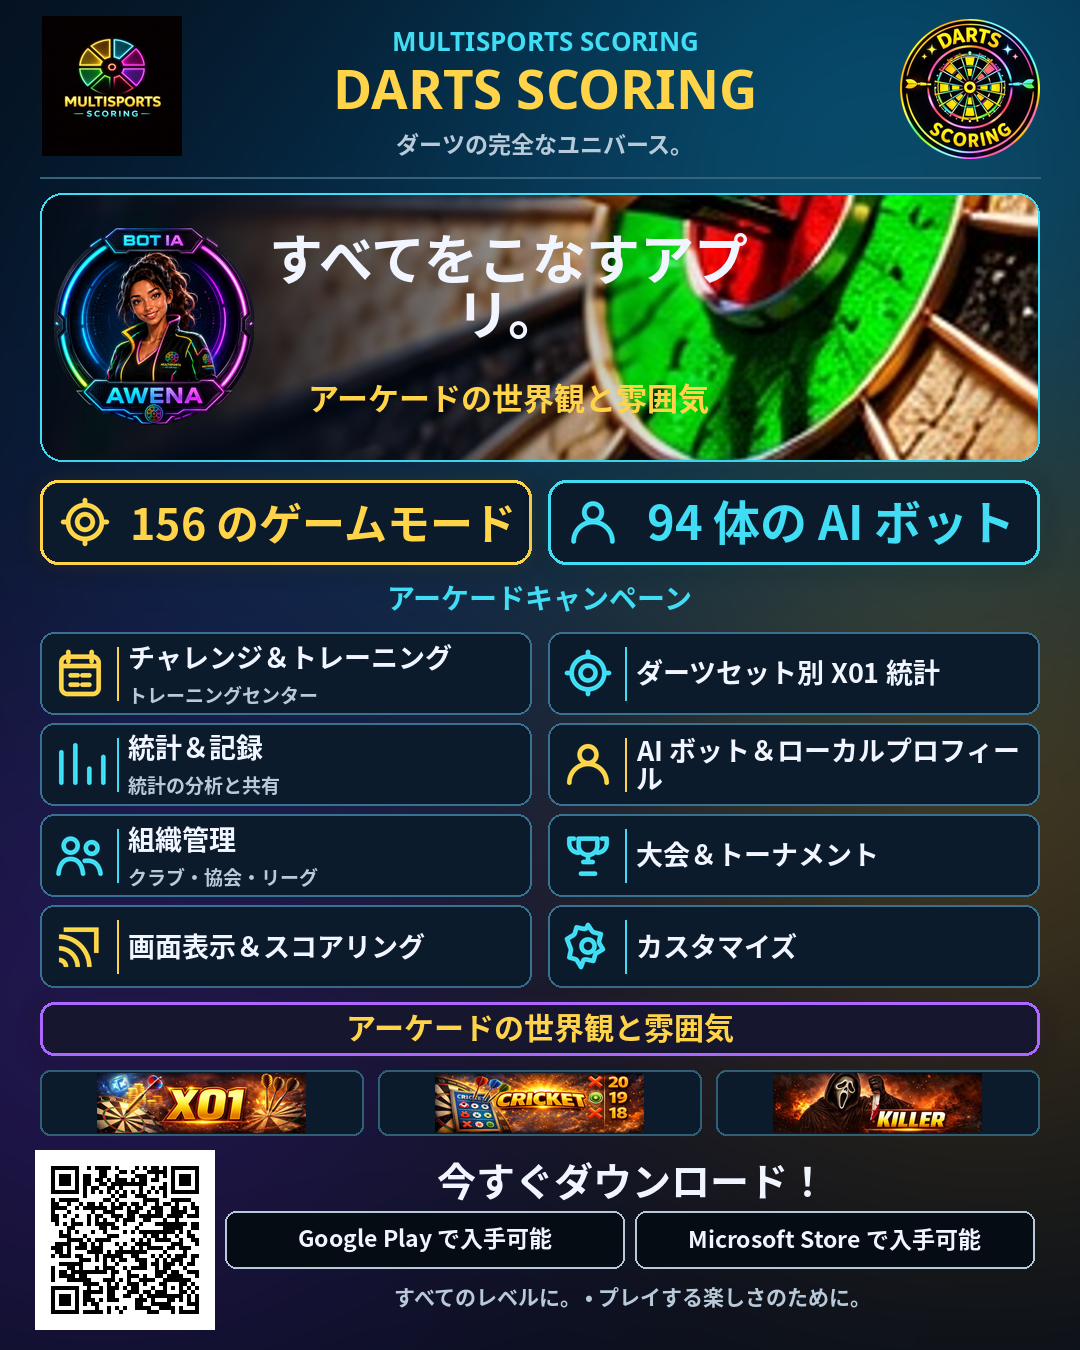 MULTISPORTS SCORING
DARTS SCORING
ダーツの完全なユニバース。
MULTISPORTS
SCORING
DARTS
SCORING
BOT IA
AWENA
すべてをこなすアプ
リ。
アーケードの世界観と雰囲気
156 のゲームモード
94 体の AI ボット
アーケードキャンペーン
チャレンジ＆トレーニング
トレーニングセンター
ダーツセット別 X01 統計
統計＆記録
統計の分析と共有
AI ボット＆ローカルプロフィー
ル
組織管理
クラブ・協会・リーグ
大会＆トーナメント
画面表示＆スコアリング
カスタマイズ
アーケードの世界観と雰囲気
X01
CRICKET
CRICKET
20
19
18
KILLER
今すぐダウンロード！
Google Play で入手可能
Microsoft Store で入手可能
すべてのレベルに。 • プレイする楽しさのために。